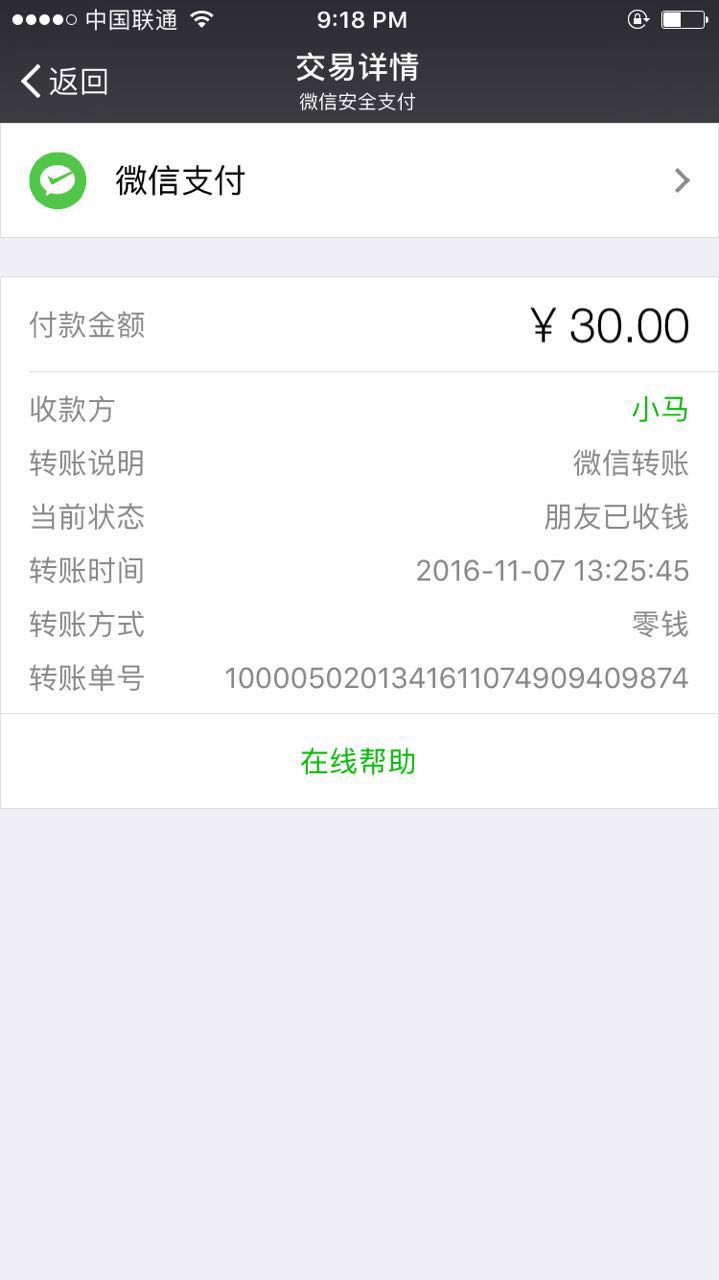 中国联通 9:18 PM
返回 交易详情
微信安全支付
微信支付
付款金额 ¥ 30.00
收款方 小马
转账说明 微信转账
当前状态 朋友已收钱
转账时间 2016-11-07 13:25:45
转账方式 零钱
转账单号 1000050201341611074909409874
在线帮助